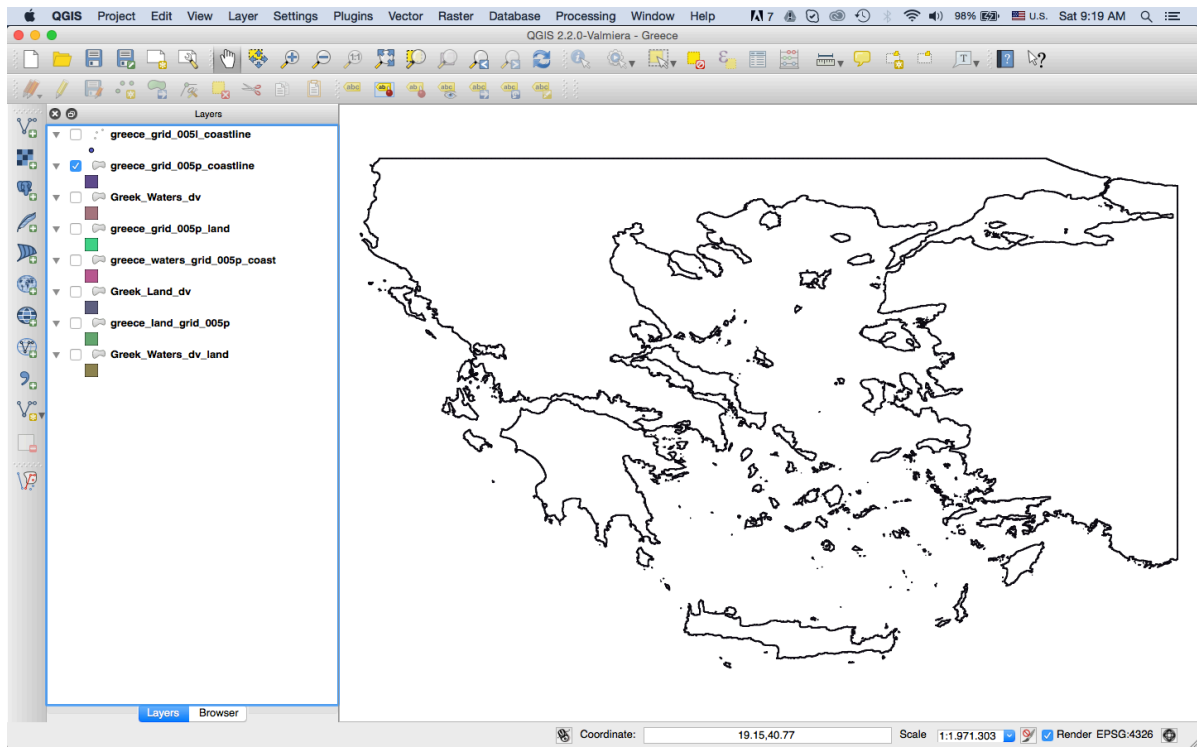 QGIS Project Edit View Layer Settings Plugins Vector Raster Database Processing Window Help 7 98% U.S. Sat 9:19 AM
QGIS 2.2.0-Valmiera - Greece
Layers
greece_grid_005l_coastline
greece_grid_005p_coastline
Greek_Waters_dv
greece_grid_005p_land
greece_waters_grid_005p_coast
Greek_Land_dv
greece_land_grid_005p
Greek_Waters_dv_land
Layers Browser
Coordinate: 19.15,40.77 Scale 1:1.971.303 Render EPSG:4326